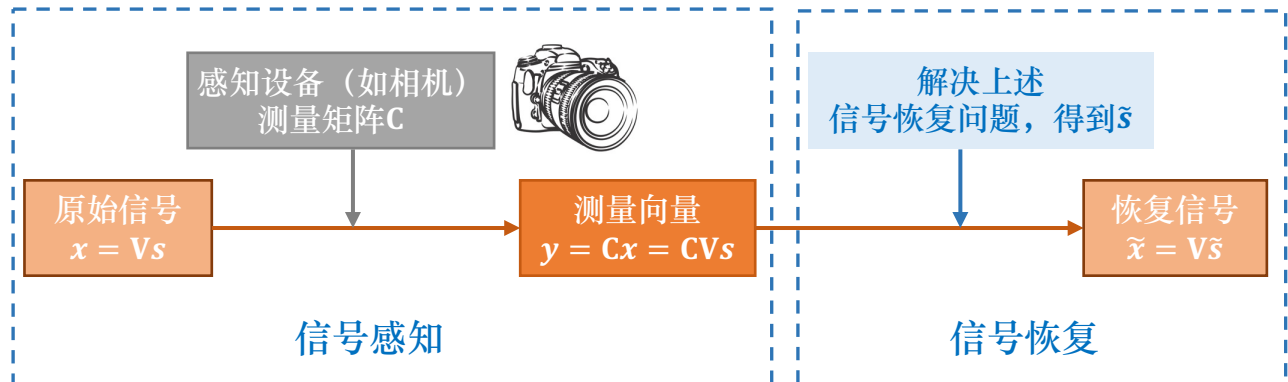 感知设备（如相机）
测量矩阵C
解决上述
信号恢复问题，得到s̃
原始信号
x = Vs
测量向量
y = Cx = CVs
恢复信号
x̃ = Vs̃
信号感知
信号恢复